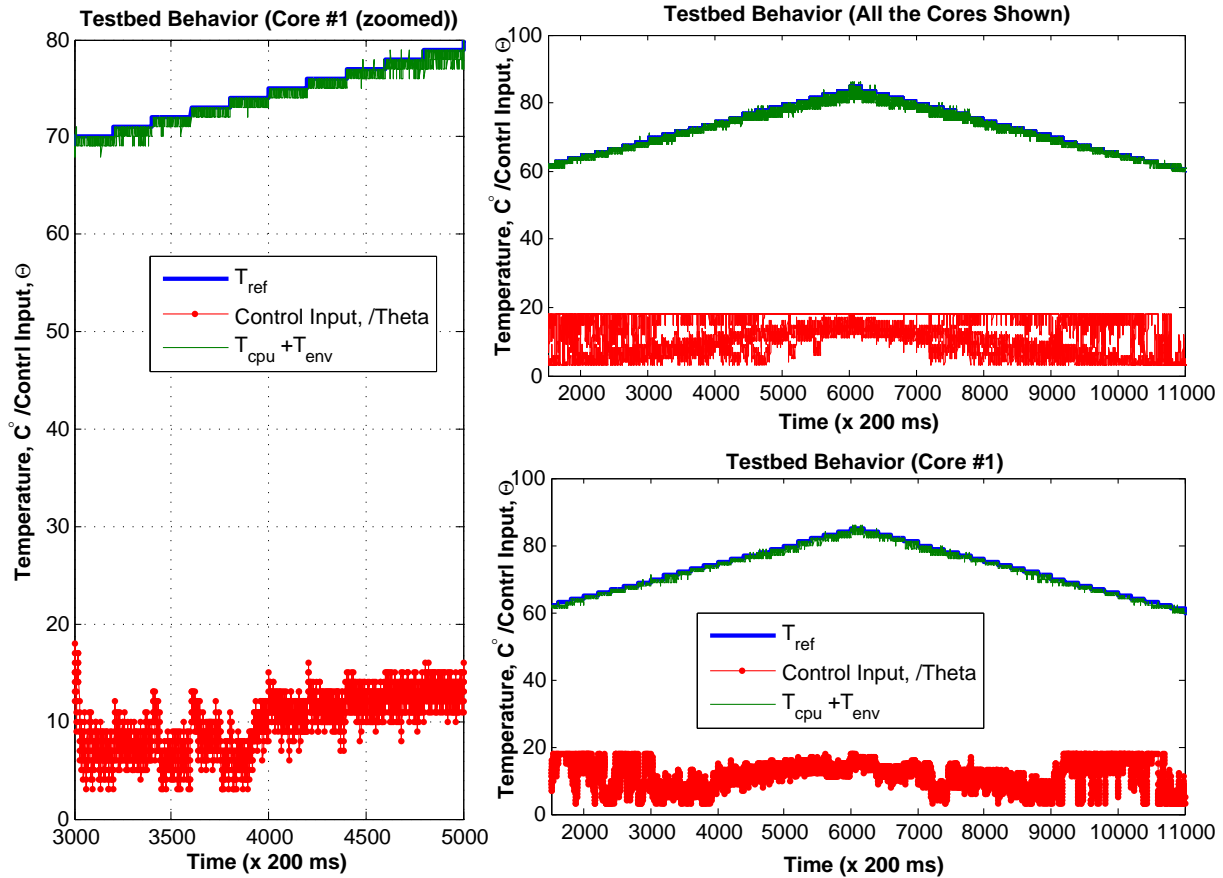 Testbed Behavior (Core #1 (zoomed))
80
70
60
50
40
30
20
10
0
Temperature, C° /Contrl Input, Θ
T_ref
Control Input, /Theta
T_cpu +T_env
3000 3500 4000 4500 5000
Time (x 200 ms)
Testbed Behavior (All the Cores Shown)
100
80
60
40
20
0
Temperature, C° /Contrl Input, Θ
2000 3000 4000 5000 6000 7000 8000 9000 10000 11000
Time (x 200 ms)
Testbed Behavior (Core #1)
100
80
60
40
20
0
Temperature, C° /Contrl Input, Θ
T_ref
Control Input, /Theta
T_cpu +T_env
2000 3000 4000 5000 6000 7000 8000 9000 10000 11000
Time (x 200 ms)